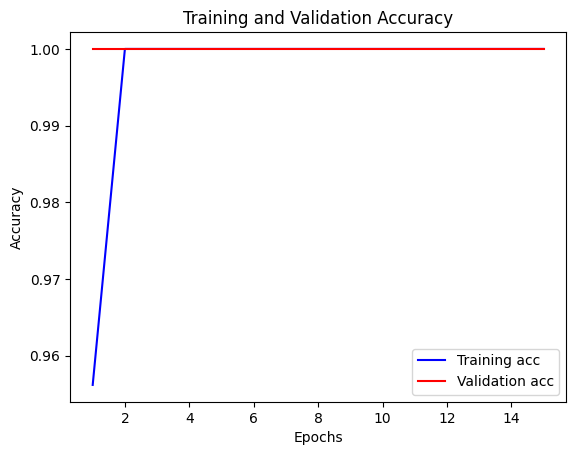 Training and Validation Accuracy
Accuracy
1.00
0.99
0.98
0.97
0.96
Training acc
Validation acc
2 4 6 8 10 12 14
Epochs